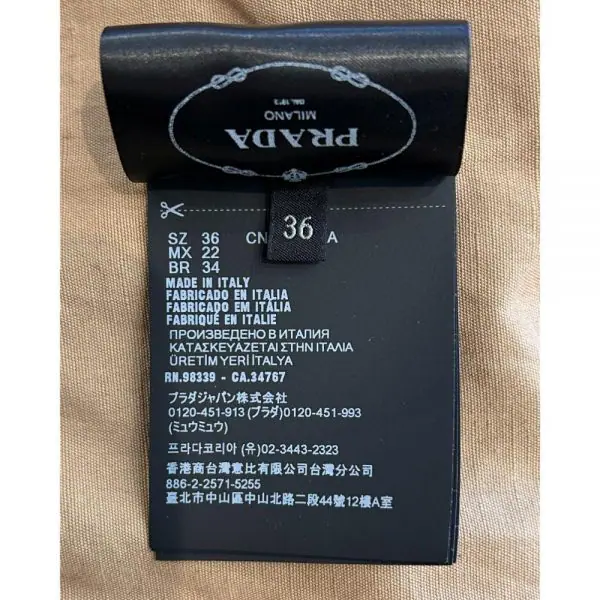 PRADA
MILANO
DAL 1913
36
SZ 36 CN A
MX 22
BR 34
MADE IN ITALY
FABRICADO EN ITALIA
FABRICADO EM ITÁLIA
FABRIQUÉ EN ITALIE
ПРОИЗВЕДЕНО В ИТАЛИЯ
ΚΑΤΑΣΚΕΥΑΖΕΤΑΙ ΣΤΗΝ ΙΤΑΛΙΑ
ÜRETİM YERİ İTALYA
RN.98339 - CA.34767
プラダジャパン株式会社
0120-451-913 (プラダ)0120-451-993
(ミュウミュウ)
프라다코리아 (유)02-3443-2323
香港商台灣意比有限公司台灣分公司
886-2-2571-5255
臺北市中山區中山北路二段44號12樓A室